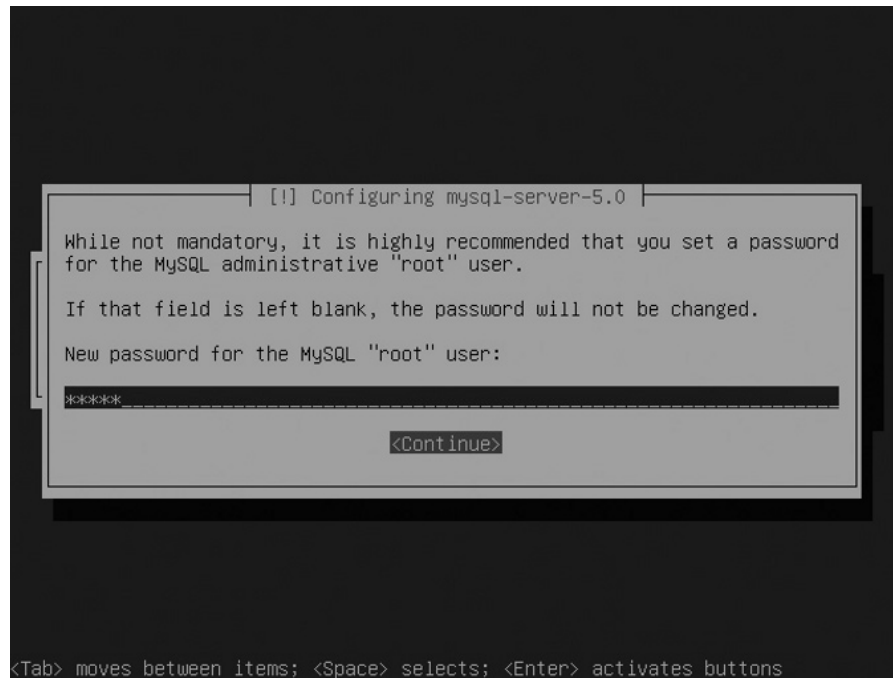 [!] Configuring mysql-server-5.0
While not mandatory, it is highly recommended that you set a password
for the MySQL administrative "root" user.
If that field is left blank, the password will not be changed.
New password for the MySQL "root" user:
*****
<Continue>
<Tab> moves between items; <Space> selects; <Enter> activates buttons